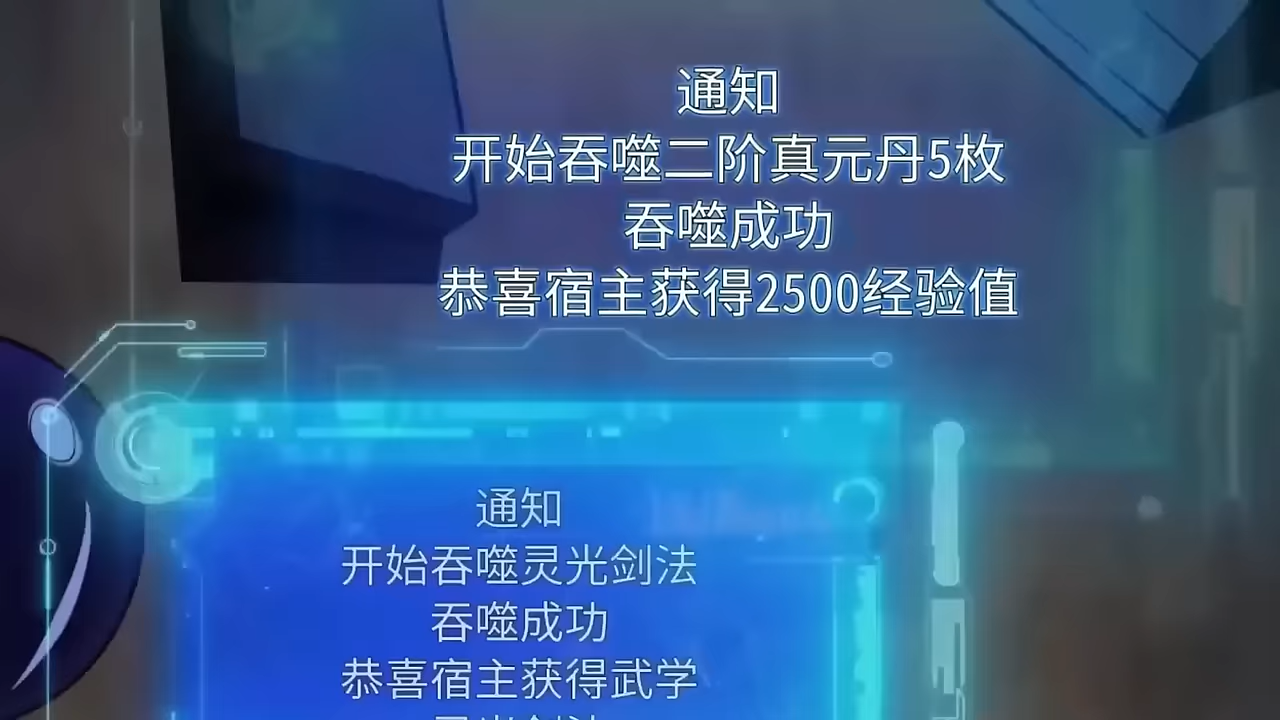 通知
开始吞噬二阶真元丹5枚
吞噬成功
恭喜宿主获得2500经验值
通知
开始吞噬灵光剑法
吞噬成功
恭喜宿主获得武学